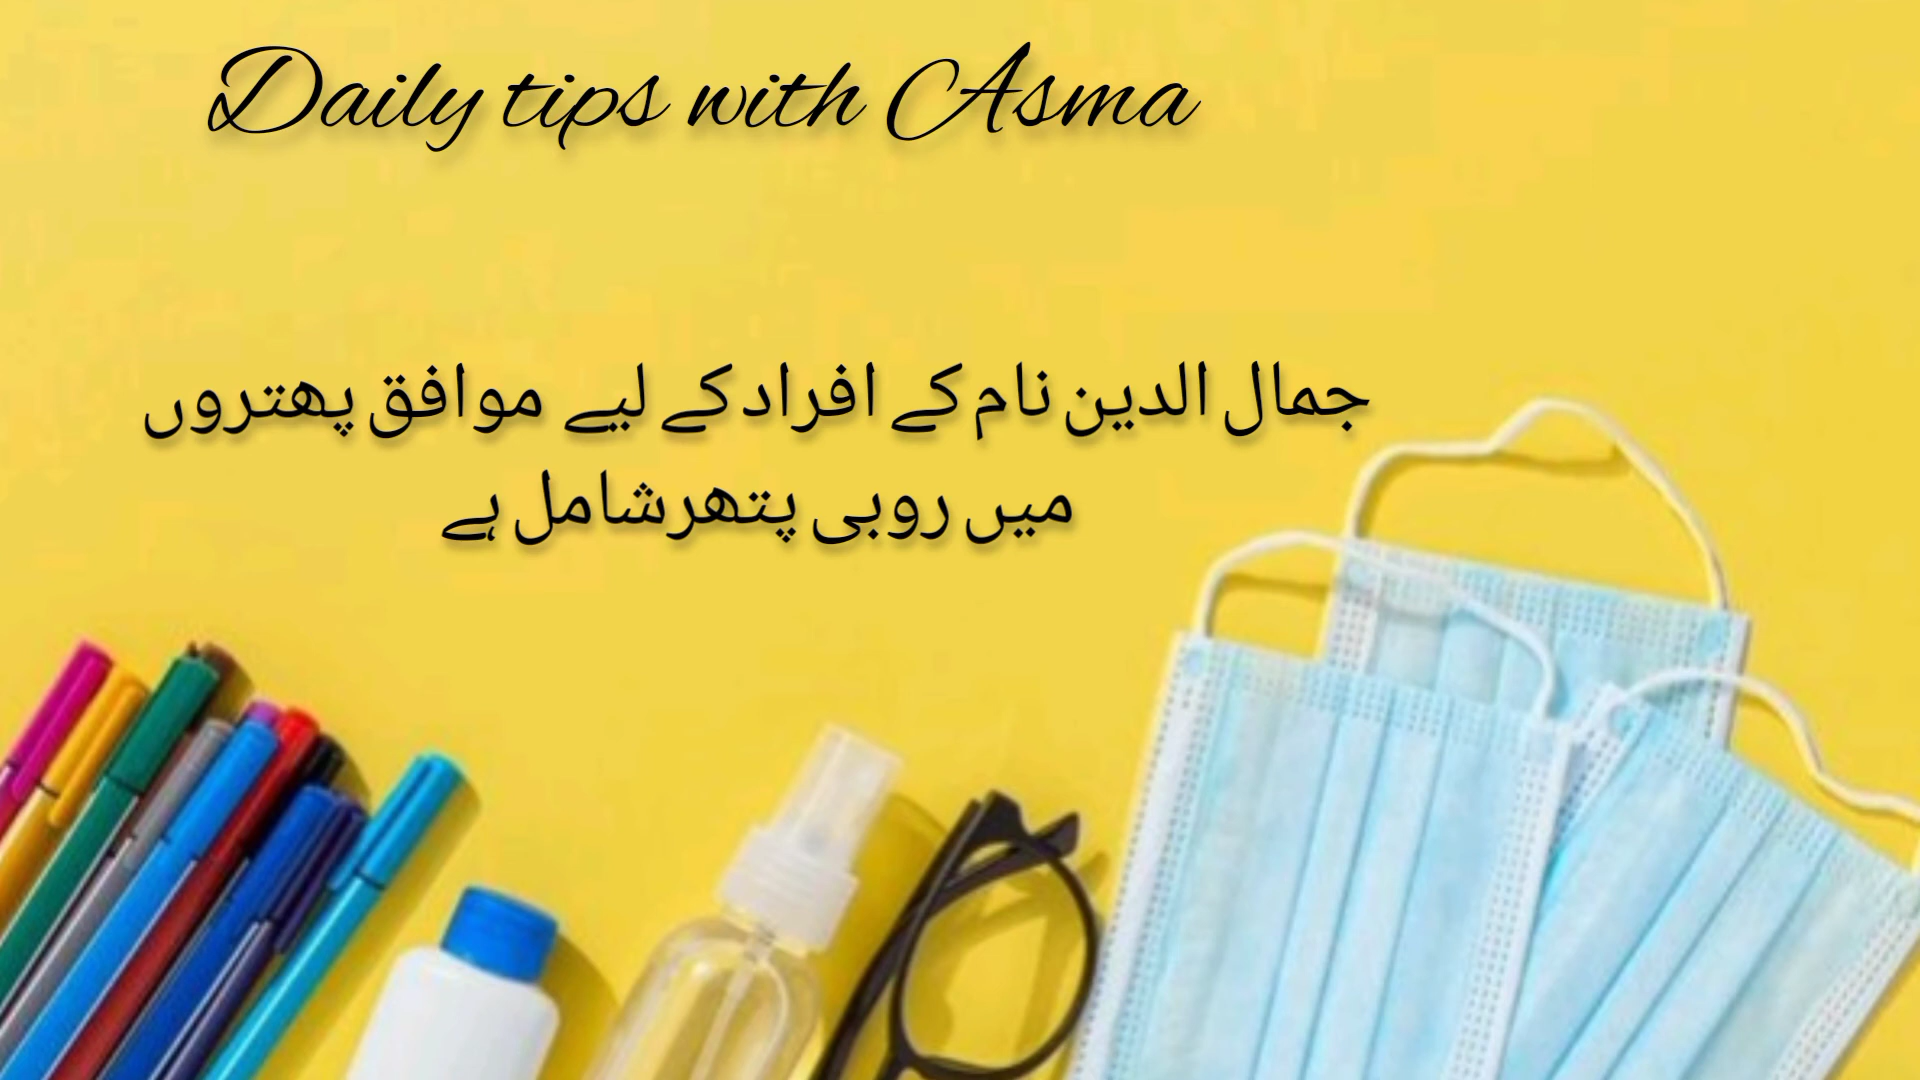 Daily tips with Asma
جمال الدین نام کے افراد کے لیے موافق پھتروں
میں روبی پتھر شامل ہے